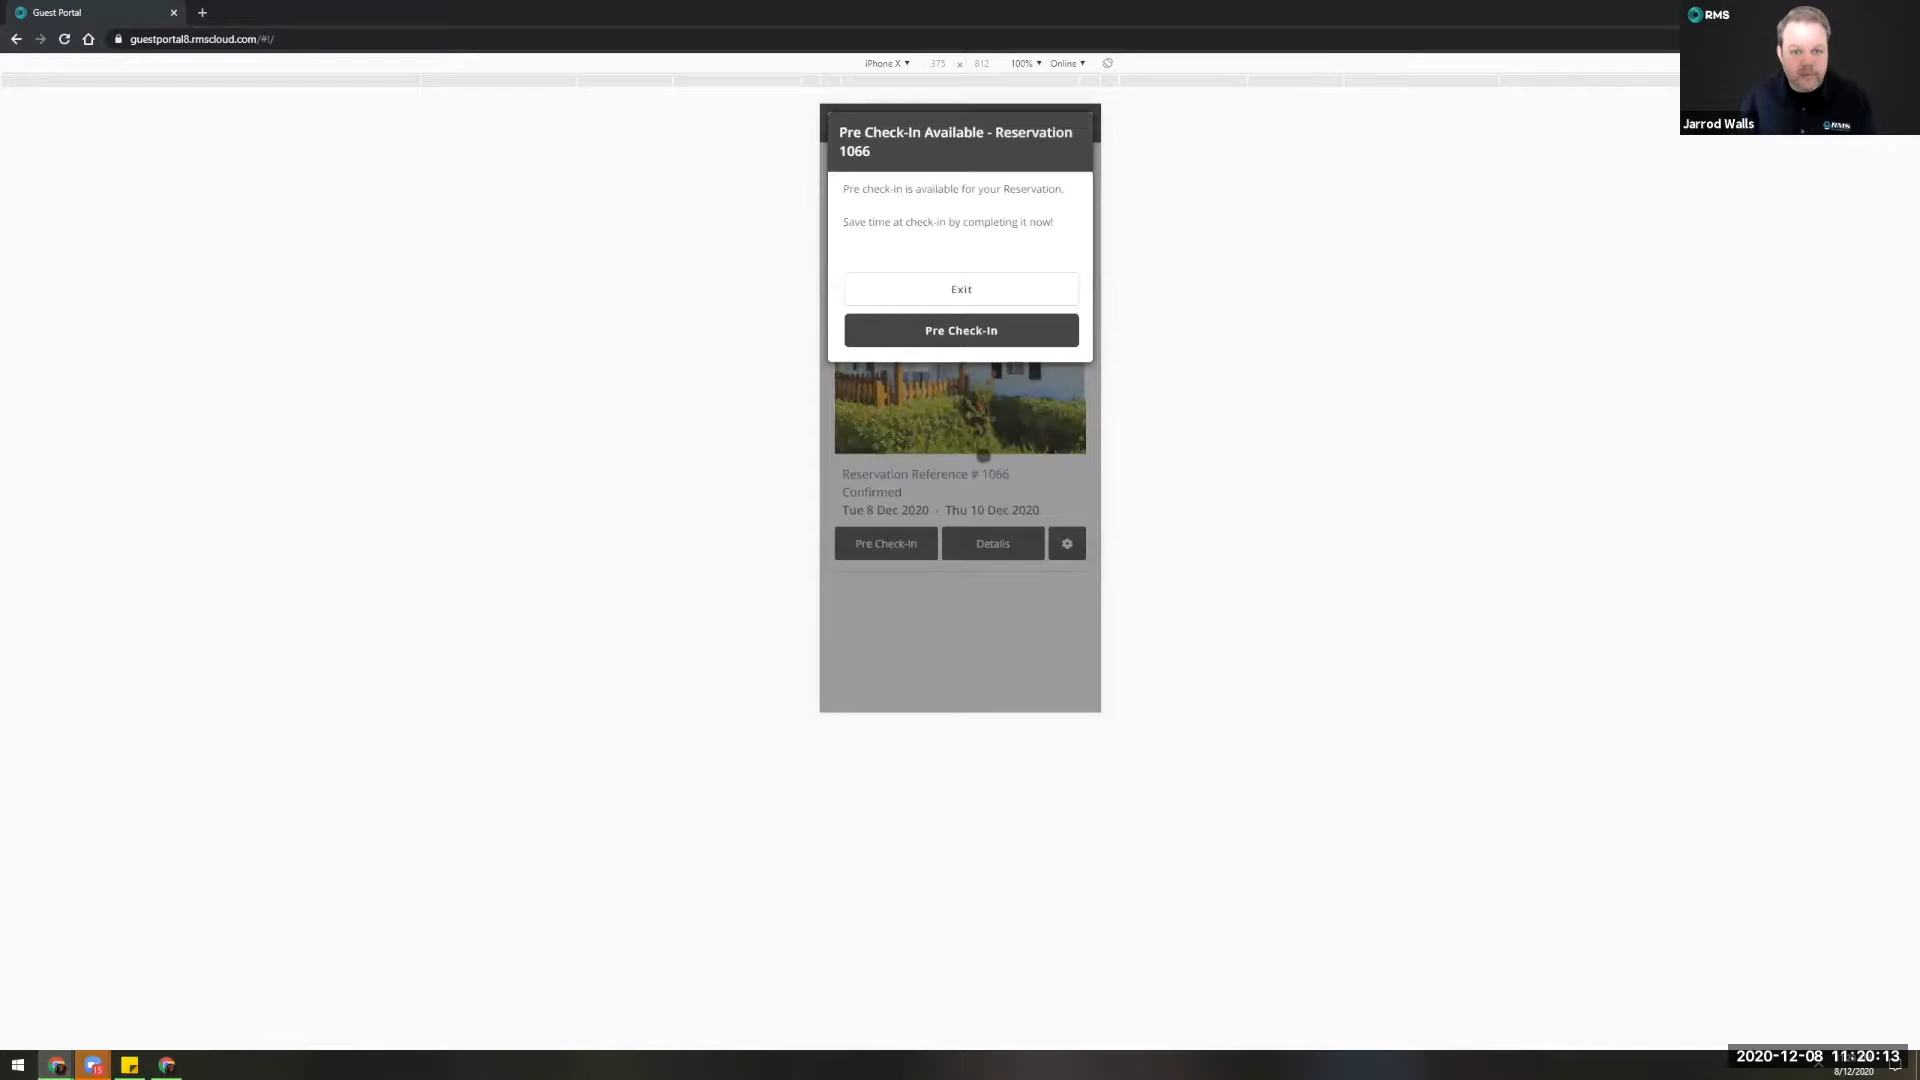 Guest Portal
guestportal8.rmscloud.com/#!/
iPhone X
375 x 812
100%
Online
RMS
Jarrod Walls
RMS
Pre Check-In Available - Reservation
1066
Pre check-in is available for your Reservation.
Save time at check-in by completing it now!
Exit
Pre Check-In
Reservation Reference # 1066
Confirmed
Tue 8 Dec 2020 - Thu 10 Dec 2020
Pre Check-In
Details
15
2020-12-08 11:20:13
8/12/2020